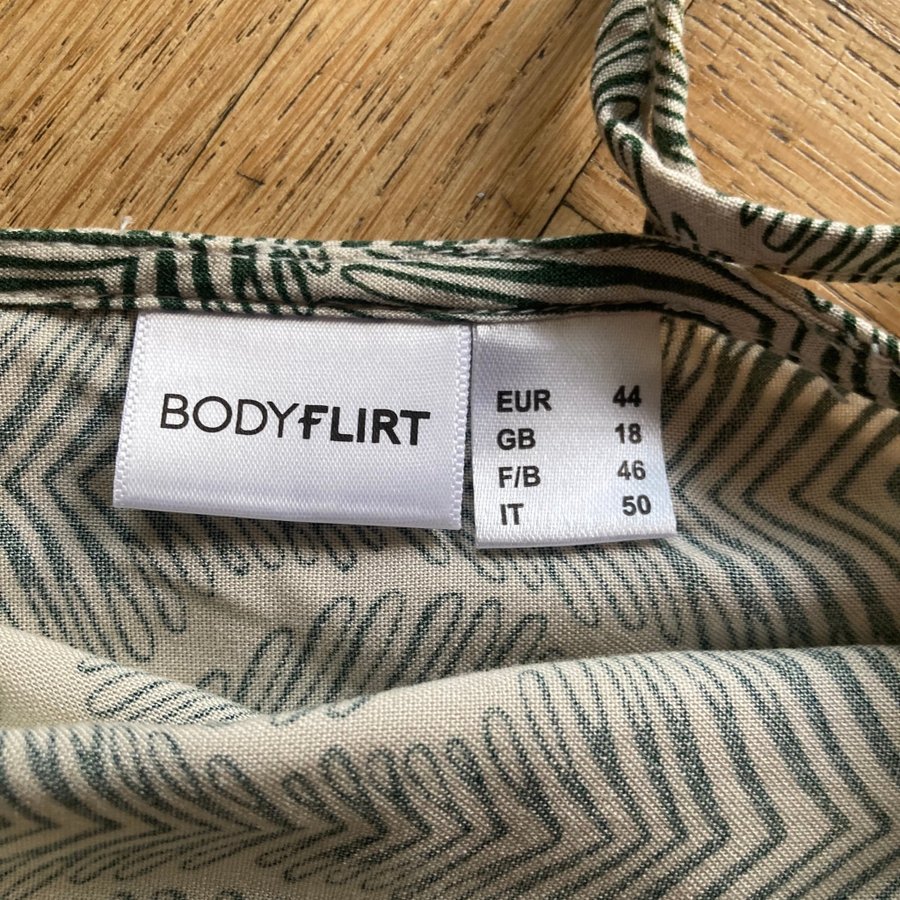 BODYFLIRT
EUR 44
GB 18
F/B 46
IT 50